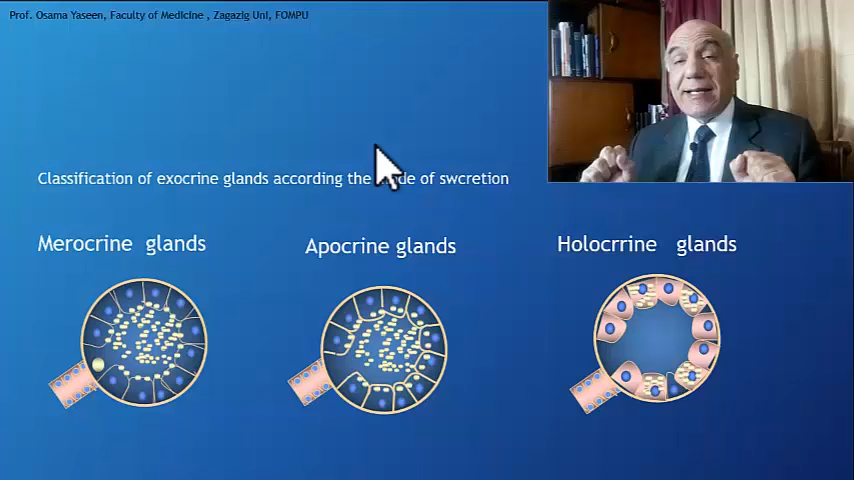 Prof. Osama Yaseen, Faculty of Medicine , Zagazig Uni, FOMPU
Classification of exocrine glands according the de of swcretion
Merocrine glands
Apocrine glands
Holocrrine glands